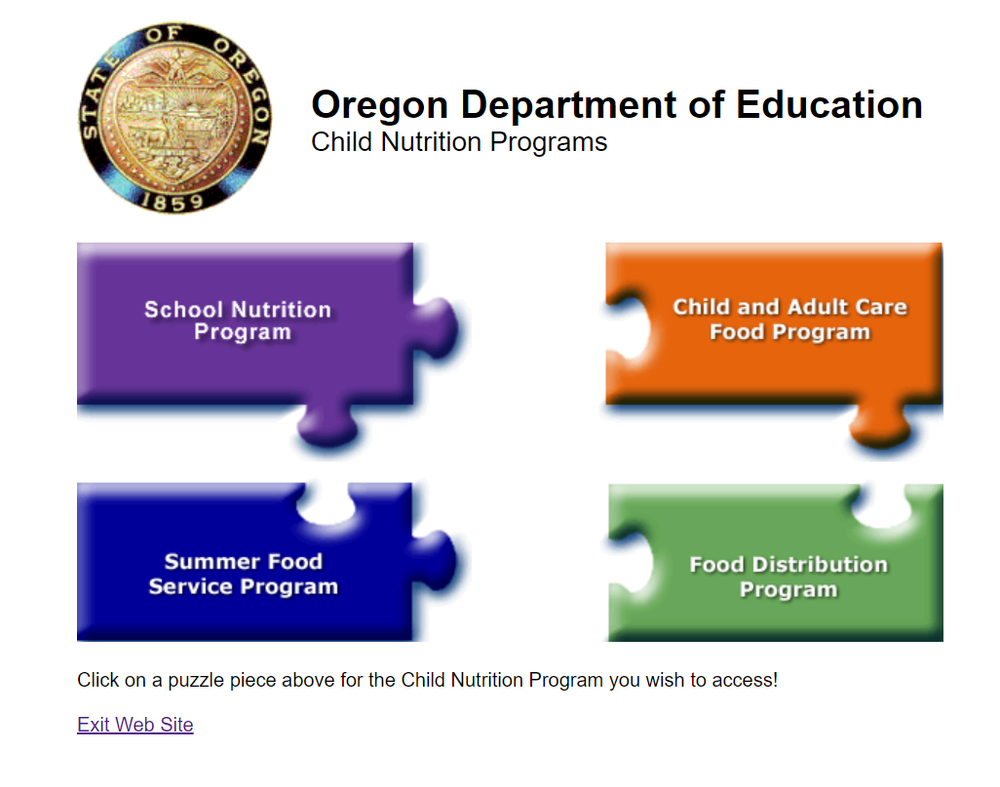 STATE OF OREGON
1859
Oregon Department of Education
Child Nutrition Programs
School Nutrition
Program
Child and Adult Care
Food Program
Summer Food
Service Program
Food Distribution
Program
Click on a puzzle piece above for the Child Nutrition Program you wish to access!
Exit Web Site